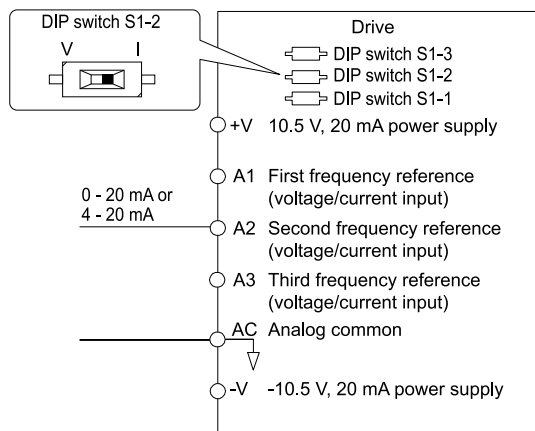 DIP switch S1-2
V I
Drive
DIP switch S1-3
DIP switch S1-2
DIP switch S1-1
+V 10.5 V, 20 mA power supply
A1 First frequency reference
(voltage/current input)
0 - 20 mA or
4 - 20 mA
A2 Second frequency reference
(voltage/current input)
A3 Third frequency reference
(voltage/current input)
AC Analog common
-V -10.5 V, 20 mA power supply